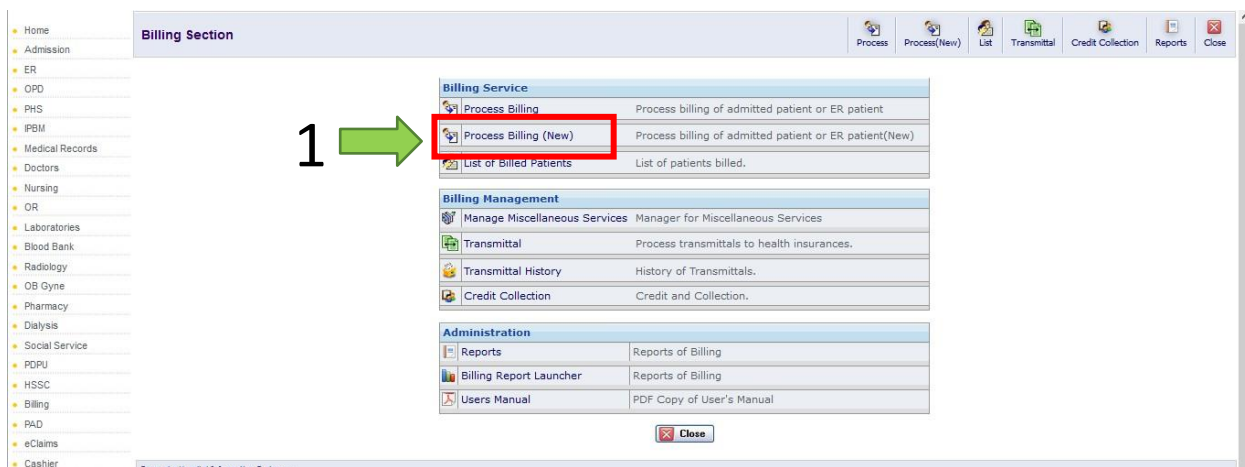 Home
Admission
ER
OPD
PHS
IPBM
Medical Records
Doctors
Nursing
OR
Laboratories
Blood Bank
Radiology
OB Gyne
Pharmacy
Dialysis
Social Service
PDPU
HSSC
Billing
PAD
eClaims
Cashier
Billing Section
Process Process(New) List Transmittal Credit Collection Reports Close
1
Billing Service
Process Billing Process billing of admitted patient or ER patient
Process Billing (New) Process billing of admitted patient or ER patient(New)
List of Billed Patients List of patients billed.
Billing Management
Manage Miscellaneous Services Manager for Miscellaneous Services
Transmittal Process transmittals to health insurances.
Transmittal History History of Transmittals.
Credit Collection Credit and Collection.
Administration
Reports Reports of Billing
Billing Report Launcher Reports of Billing
Users Manual PDF Copy of User's Manual
Close